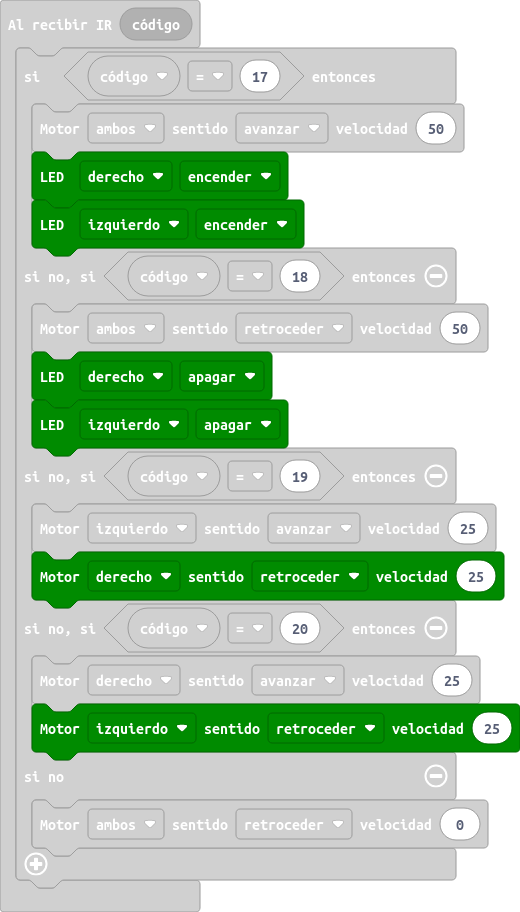 Al recibir IR código
si código = 17 entonces
Motor ambos sentido avanzar velocidad 50
LED derecho encender
LED izquierdo encender
si no, si código = 18 entonces
Motor ambos sentido retroceder velocidad 50
LED derecho apagar
LED izquierdo apagar
si no, si código = 19 entonces
Motor izquierdo sentido avanzar velocidad 25
Motor derecho sentido retroceder velocidad 25
si no, si código = 20 entonces
Motor derecho sentido avanzar velocidad 25
Motor izquierdo sentido retroceder velocidad 25
si no
Motor ambos sentido retroceder velocidad 0